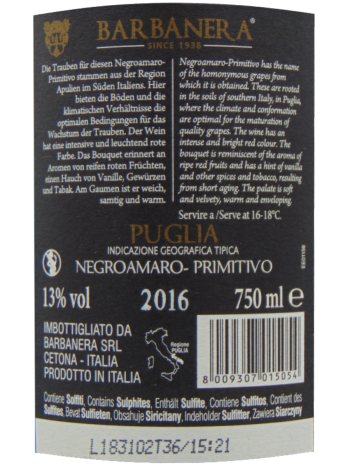 BARBANERA®
SINCE 1938
Die Trauben für diesen Negroamaro-
Primitivo stammen aus der Region
Apulien im Süden Italiens. Hier
bieten die Böden und die
klimatischen Verhältnisse die
optimalen Bedingungen für das
Wachstum der Trauben. Der Wein
hat eine intensive und leuchtend rote
Farbe. Das Bouquet erinnert an
Aromen von reifen roten Früchten,
einen Hauch von Vanille, Gewürzen
und Tabak. Am Gaumen ist er weich,
samtig und warm.
Negroamaro-Primitivo has the name
of the homonymous grapes from
which it is obtained. These are rooted
in the soils of southern Italy, in Puglia,
where the climate and conformation
are optimal for the maturation of
quality grapes. The wine has an
intense and bright red colour. The
bouquet is reminiscent of the aroma of
ripe red fruits and has a hint of vanilla
and other spices and tobacco, resulting
from short aging. The palate is soft
and velvety, warm and enveloping.
Servire a /Serve at 16-18°C.
PUGLIA
INDICAZIONE GEOGRAFICA TIPICA
NEGROAMARO- PRIMITIVO
13% vol
2016
750 ml e
IMBOTTIGLIATO DA
BARBANERA SRL
CETONA - ITALIA
PRODOTTO IN ITALIA
Regione
PUGLIA
8 009307 015054
Contiene Solfiti, Contains Sulphites, Enthält Sulfite, Contient des
Sulfites, Bevat Sulfieten, Obsahuje Siricitany, Indeholder Sulfitter, Zawiera Siarczyny
L183102T36/15:21